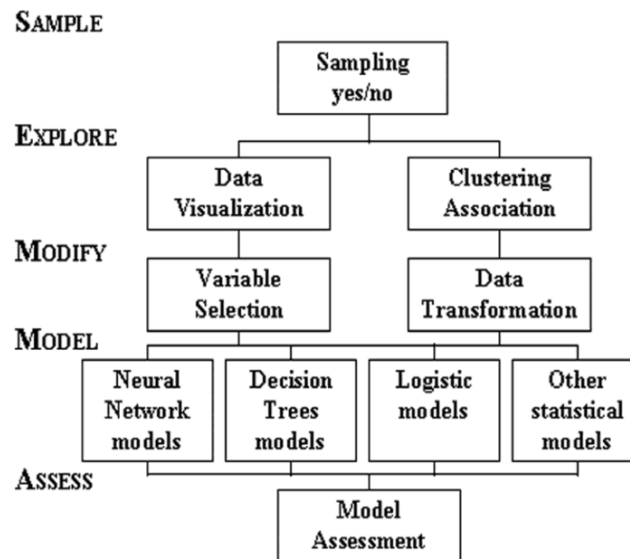 SAMPLE
Sampling
yes/no
EXPLORE
Data
Visualization
Clustering
Association
MODIFY
Variable
Selection
Data
Transformation
MODEL
Neural
Network
models
Decision
Trees
models
Logistic
models
Other
statistical
models
ASSESS
Model
Assessment